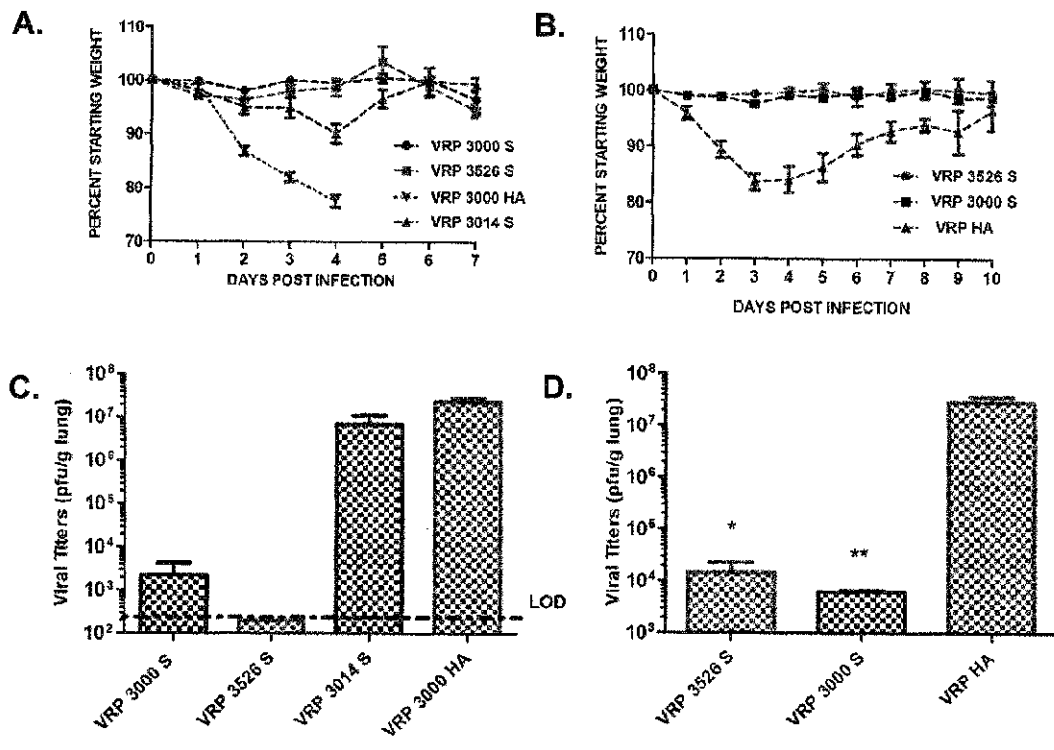 A.
PERCENT STARTING WEIGHT
100
90
80
70
0 1 2 3 4 5 6 7
DAYS POST INFECTION
VRP 3000 S
VRP 3526 S
VRP 3000 HA
VRP 3014 S
B.
PERCENT STARTING WEIGHT
100
90
80
70
0 1 2 3 4 5 6 7 8 9 10
DAYS POST INFECTION
VRP 3526 S
VRP 3000 S
VRP HA
C.
Viral Titers (pfu/g lung)
10⁸
10⁷
10⁶
10⁵
10⁴
10³
10²
LOD
VRP 3000 S
VRP 3526 S
VRP 3014 S
VRP 3000 HA
D.
Viral Titers (pfu/g lung)
10⁸
10⁷
10⁶
10⁵
10⁴
10³
*
**
VRP 3526 S
VRP 3000 S
VRP HA